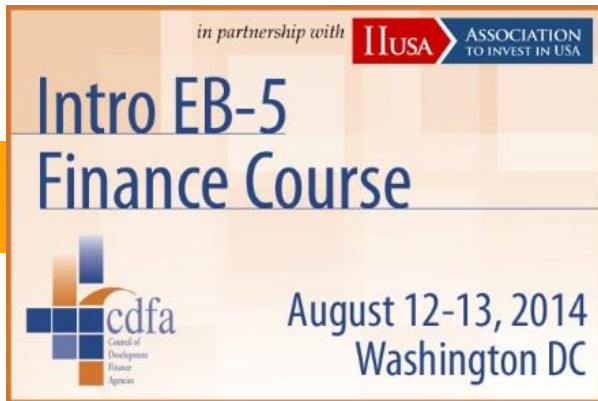 in partnership with IIUSA ASSOCIATION
TO INVEST IN USA
Intro EB-5
Finance Course
cdfa
Council of
Development
Finance
Agencies
August 12-13, 2014
Washington DC